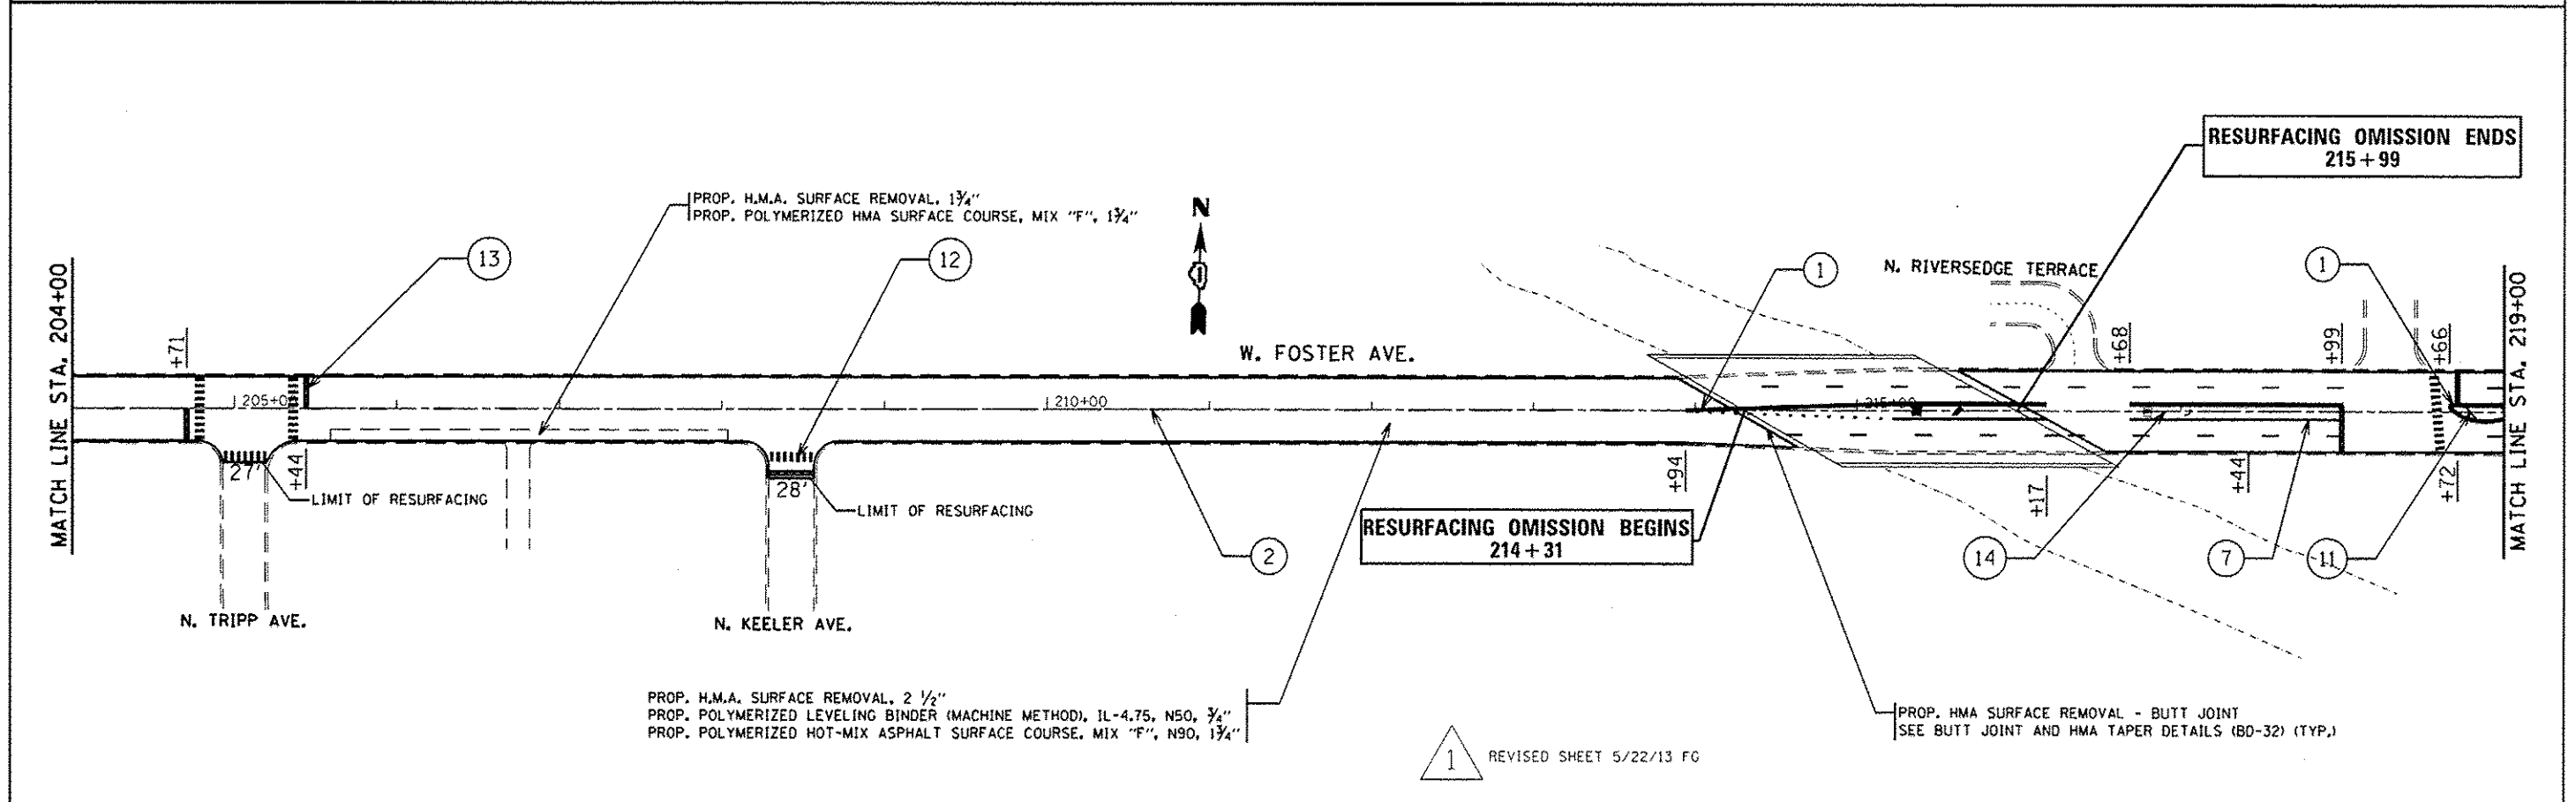 RESURFACING OMISSION ENDS
215+99
PROP. H.M.A. SURFACE REMOVAL, 1¾"
PROP. POLYMERIZED HMA SURFACE COURSE, MIX "F", 1¾"
N
13
12
1
N. RIVERSEDGE TERRACE
1
MATCH LINE STA. 204+00
+71
W. FOSTER AVE.
+68
+99
+66
MATCH LINE STA. 219+00
205+00
210+00
215+00
27'
+44
LIMIT OF RESURFACING
28'
LIMIT OF RESURFACING
+94
+17
+44
+72
RESURFACING OMISSION BEGINS
214+31
2
14
7
11
N. TRIPP AVE.
N. KEELER AVE.
PROP. H.M.A. SURFACE REMOVAL, 2 ½"
PROP. POLYMERIZED LEVELING BINDER (MACHINE METHOD), IL-4.75, N50, ¾"
PROP. POLYMERIZED HOT-MIX ASPHALT SURFACE COURSE, MIX "F", N90, 1¾"
PROP. HMA SURFACE REMOVAL - BUTT JOINT
SEE BUTT JOINT AND HMA TAPER DETAILS (BD-32) (TYP.)
1
REVISED SHEET 5/22/13 FG